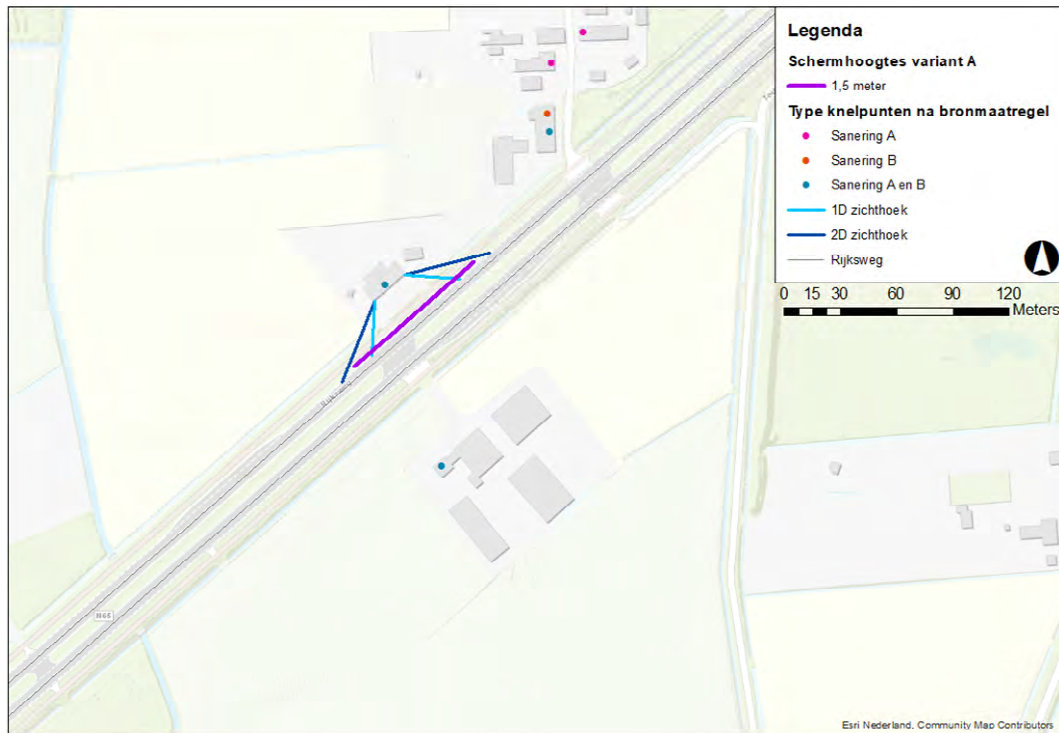 Legenda
Schermhoogtes variant A
1,5 meter
Type knelpunten na bronmaatregel
Sanering A
Sanering B
Sanering A en B
1D zichthoek
2D zichthoek
Rijksweg
0 15 30 60 90 120
Meters
N65
Esri Nederland, Community Map Contributors